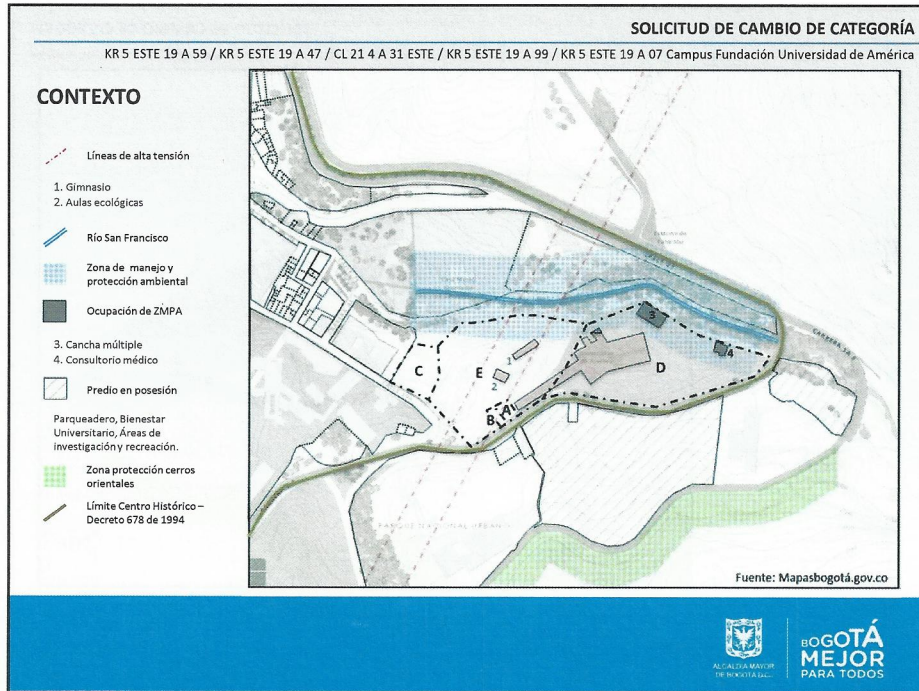 SOLICITUD DE CAMBIO DE CATEGORÍA
KR 5 ESTE 19 A 59 / KR 5 ESTE 19 A 47 / CL 21 4 A 31 ESTE / KR 5 ESTE 19 A 99 / KR 5 ESTE 19 A 07 Campus Fundación Universidad de América
CONTEXTO
Líneas de alta tensión
1. Gimnasio
2. Aulas ecológicas
Río San Francisco
Zona de manejo y
protección ambiental
Ocupación de ZMPA
3. Cancha múltiple
4. Consultorio médico
Predio en posesión
Parqueadero, Bienestar
Universitario, Áreas de
investigación y recreación.
Zona protección cerros
orientales
Límite Centro Histórico –
Decreto 678 de 1994
C
E
1
2
B
A
D
3
4
PARQUE NACIONAL URBANO
Fuente: Mapasbogotá.gov.co
ALCALDÍA MAYOR
DE BOGOTÁ D.C.
BOGOTÁ
MEJOR
PARA TODOS